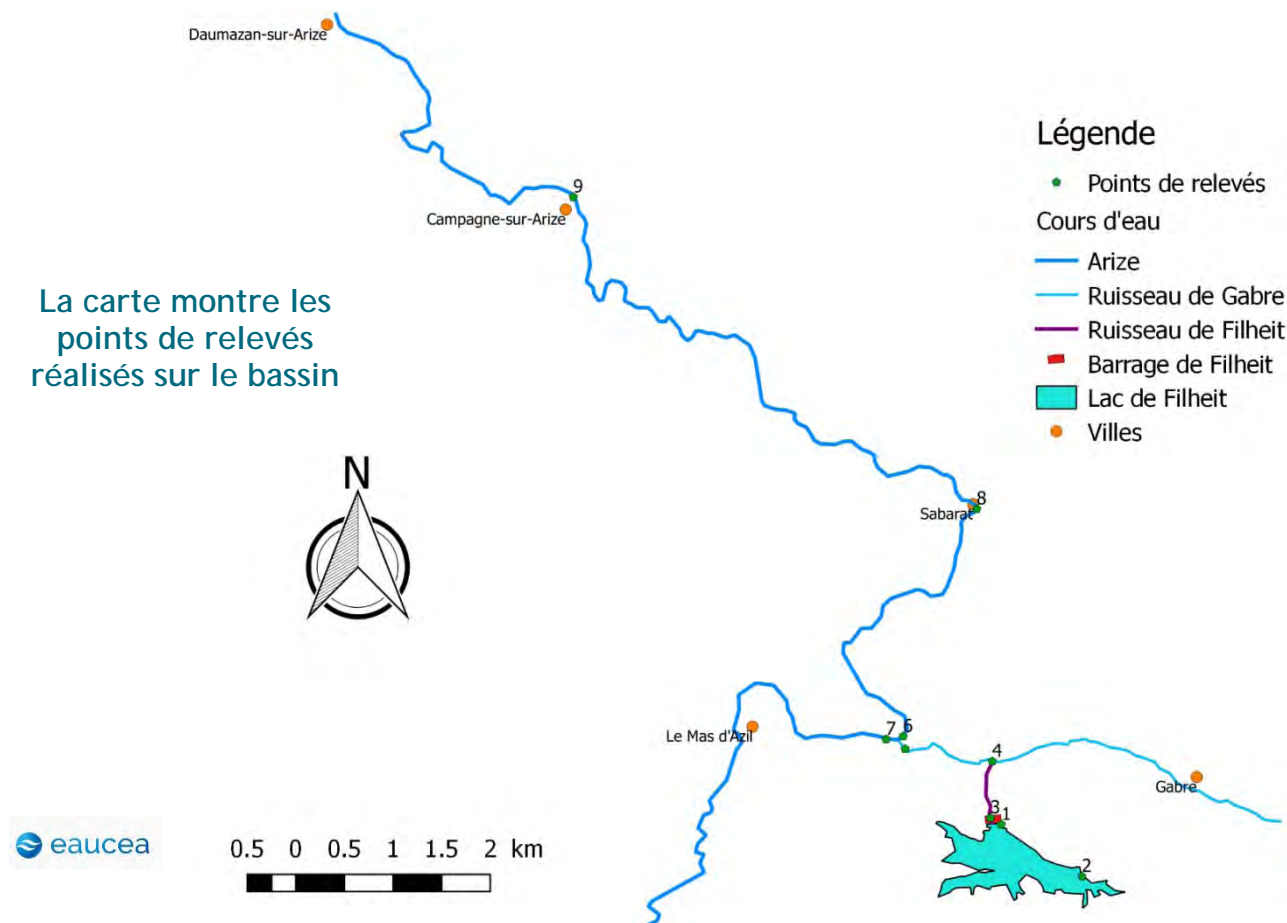 Daumazan-sur-Arize
9
Campagne-sur-Arize
La carte montre les
points de relevés
réalisés sur le bassin
Légende
Points de relevés
Cours d'eau
Arize
Ruisseau de Gabre
Ruisseau de Filheit
Barrage de Filheit
Lac de Filheit
Villes
N
8
Sabarat
Le Mas d'Azil
7
6
4
Gabre
3
1
2
eaucea
0.5 0 0.5 1 1.5 2 km